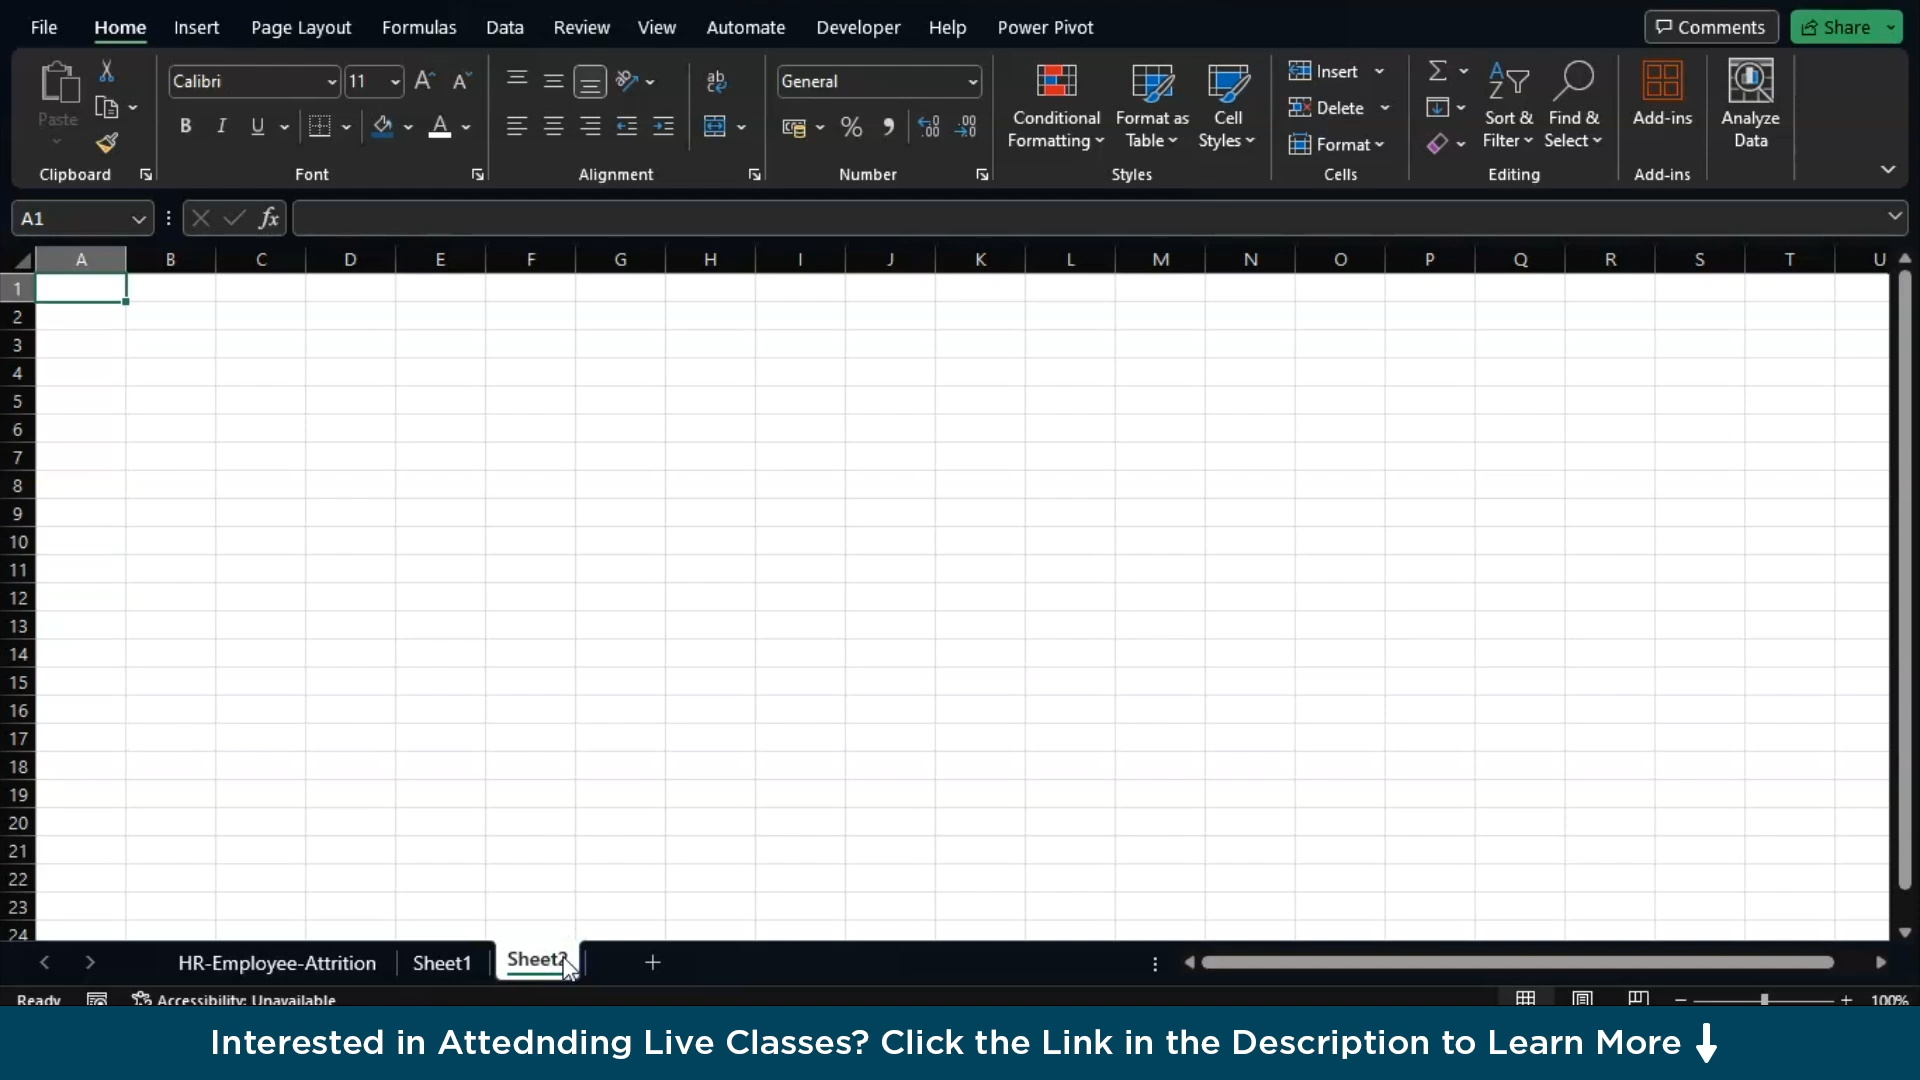 File Home Insert Page Layout Formulas Data Review View Automate Developer Help Power Pivot Comments Share
Paste
Clipboard
Calibri 11
B I U
Font
Alignment
General
Number
Conditional Formatting
Format as Table
Cell Styles
Styles
Insert
Delete
Format
Cells
Sort & Filter
Find & Select
Editing
Add-ins
Add-ins
Analyze Data
A1 fx
A B C D E F G H I J K L M N O P Q R S T U
1
2
3
4
5
6
7
8
9
10
11
12
13
14
15
16
17
18
19
20
21
22
23
24
HR-Employee-Attrition Sheet1 Sheet2
Ready Accessibility: Unavailable 100%
Interested in Attednding Live Classes? Click the Link in the Description to Learn More